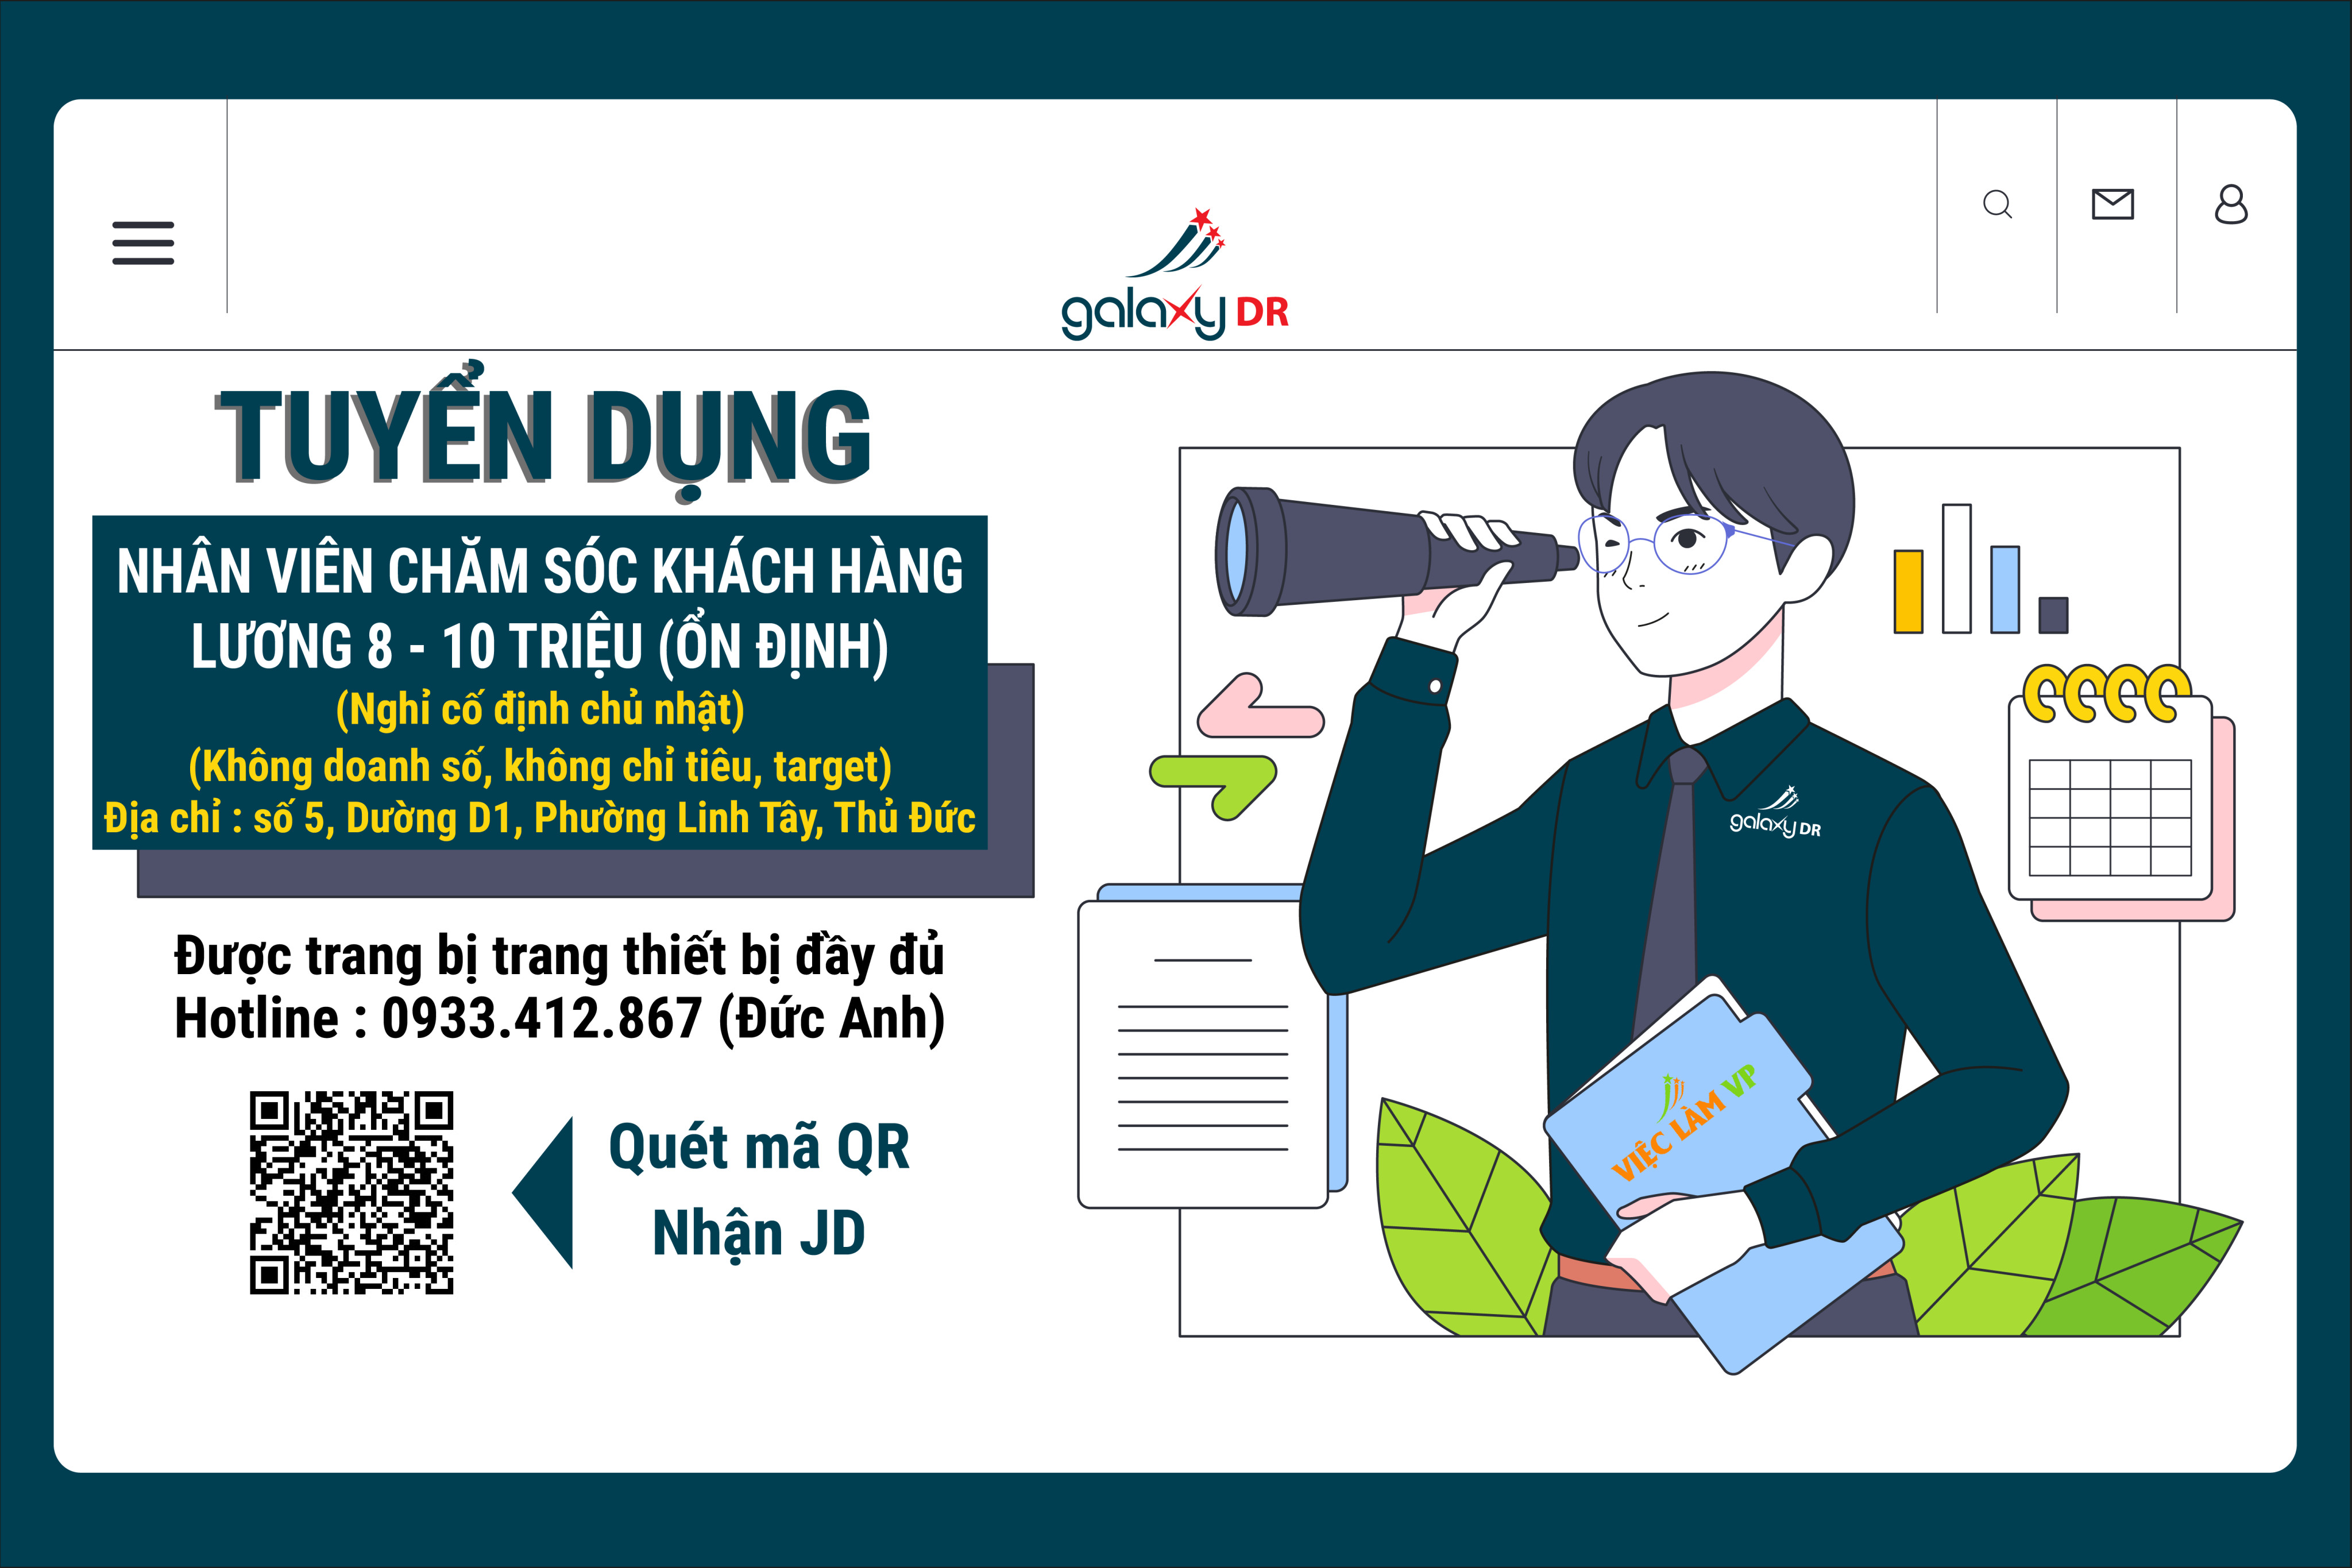 galaxy DR
TUYỂN DỤNG
NHÂN VIÊN CHĂM SÓC KHÁCH HÀNG
LƯƠNG 8 - 10 TRIỆU (ỔN ĐỊNH)
(Nghỉ cố định chủ nhật)
(Không doanh số, không chỉ tiêu, target)
Địa chỉ : số 5, Dường D1, Phường Linh Tây, Thủ Đức
Được trang bị trang thiết bị đầy đủ
Hotline : 0933.412.867 (Đức Anh)
Quét mã QR
Nhận JD
galaxy DR
VIỆC LÀM VP